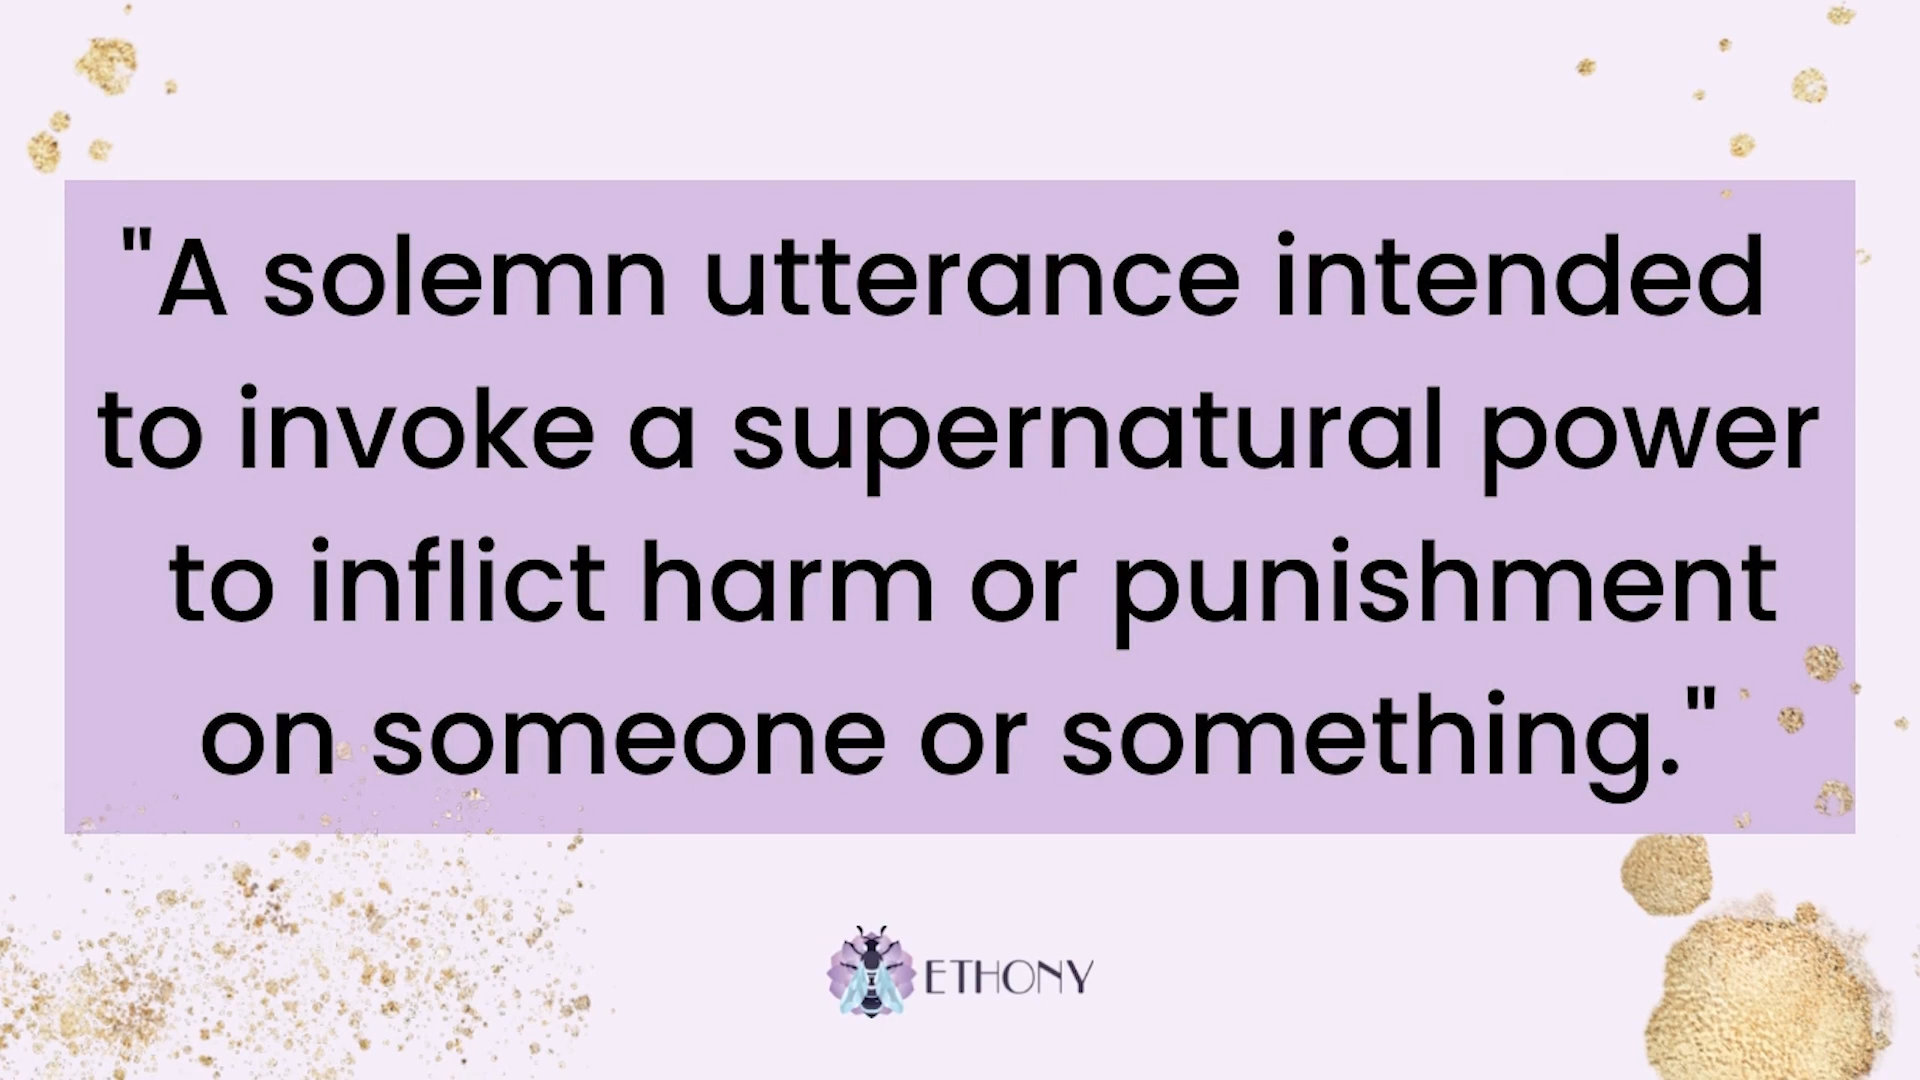 "A solemn utterance intended
to invoke a supernatural power
to inflict harm or punishment
on someone or something."
ETHONY